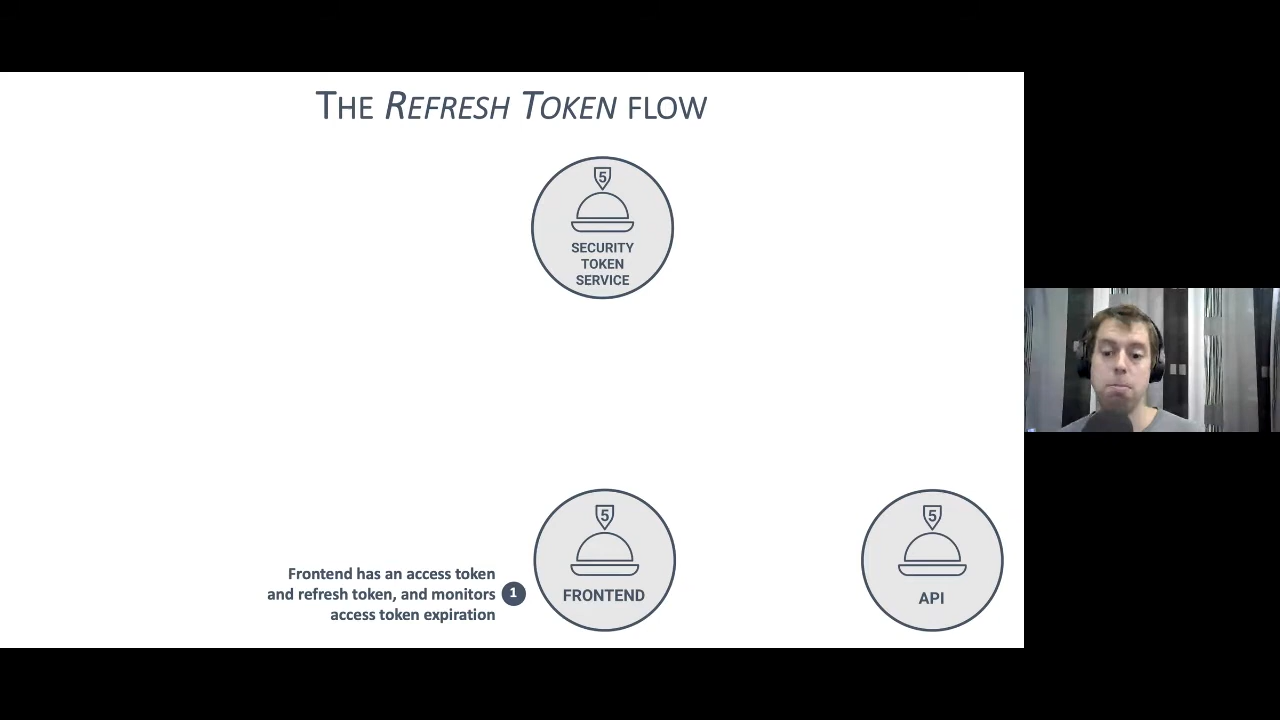 THE REFRESH TOKEN FLOW
5
SECURITY
TOKEN
SERVICE
Frontend has an access token
and refresh token, and monitors
access token expiration
1
5
FRONTEND
5
API